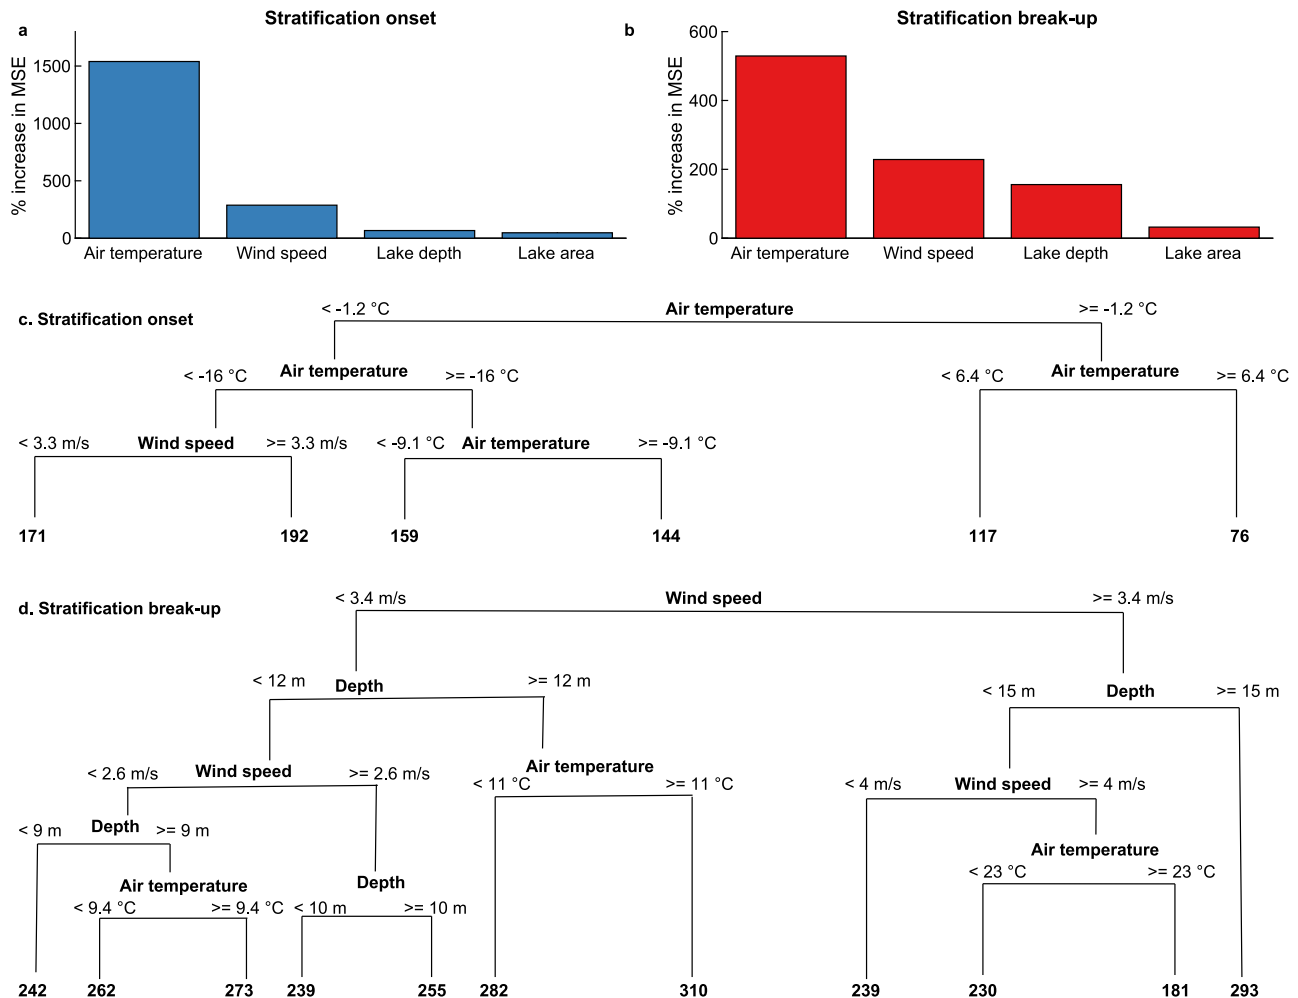 Stratification onset
Stratification break-up
a
b
% increase in MSE
1500
1000
500
0
Air temperature
Wind speed
Lake depth
Lake area
% increase in MSE
600
400
200
0
Air temperature
Wind speed
Lake depth
Lake area
c. Stratification onset
< -1.2 °C
Air temperature
>= -1.2 °C
< -16 °C
Air temperature
>= -16 °C
< 6.4 °C
Air temperature
>= 6.4 °C
< 3.3 m/s
Wind speed
>= 3.3 m/s
< -9.1 °C
Air temperature
>= -9.1 °C
171
192
159
144
117
76
d. Stratification break-up
< 3.4 m/s
Wind speed
>= 3.4 m/s
< 12 m
Depth
>= 12 m
< 15 m
Depth
>= 15 m
< 2.6 m/s
Wind speed
>= 2.6 m/s
< 11 °C
Air temperature
>= 11 °C
< 4 m/s
Wind speed
>= 4 m/s
< 9 m
Depth
>= 9 m
Air temperature
< 23 °C
>= 23 °C
Air temperature
< 9.4 °C
>= 9.4 °C
Depth
< 10 m
>= 10 m
242
262
273
239
255
282
310
239
230
181
293